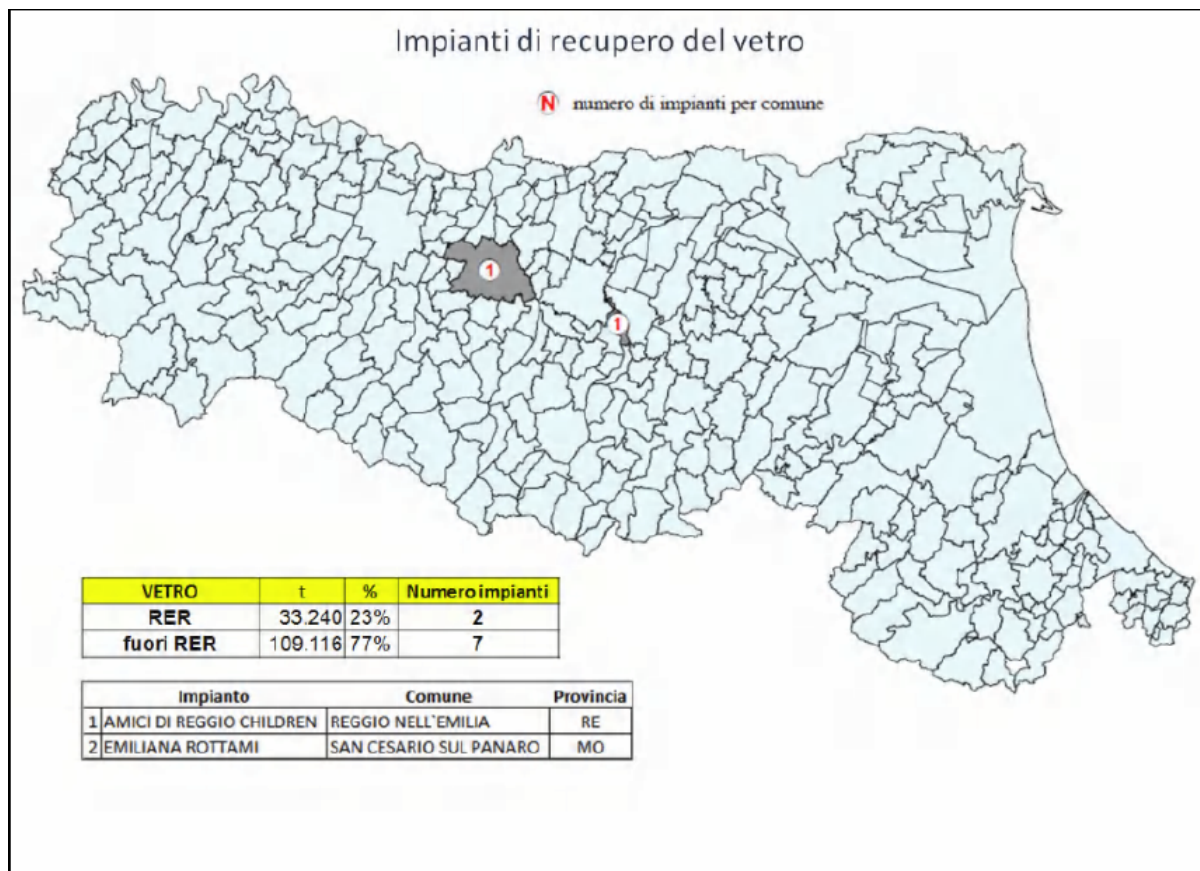 Impianti di recupero del vetro
N numero di impianti per comune
1
1
VETRO t % Numero impianti
RER 33.240 23% 2
fuori RER 109.116 77% 7
Impianto Comune Provincia
1 AMICI DI REGGIO CHILDREN REGGIO NELL`EMILIA RE
2 EMILIANA ROTTAMI SAN CESARIO SUL PANARO MO